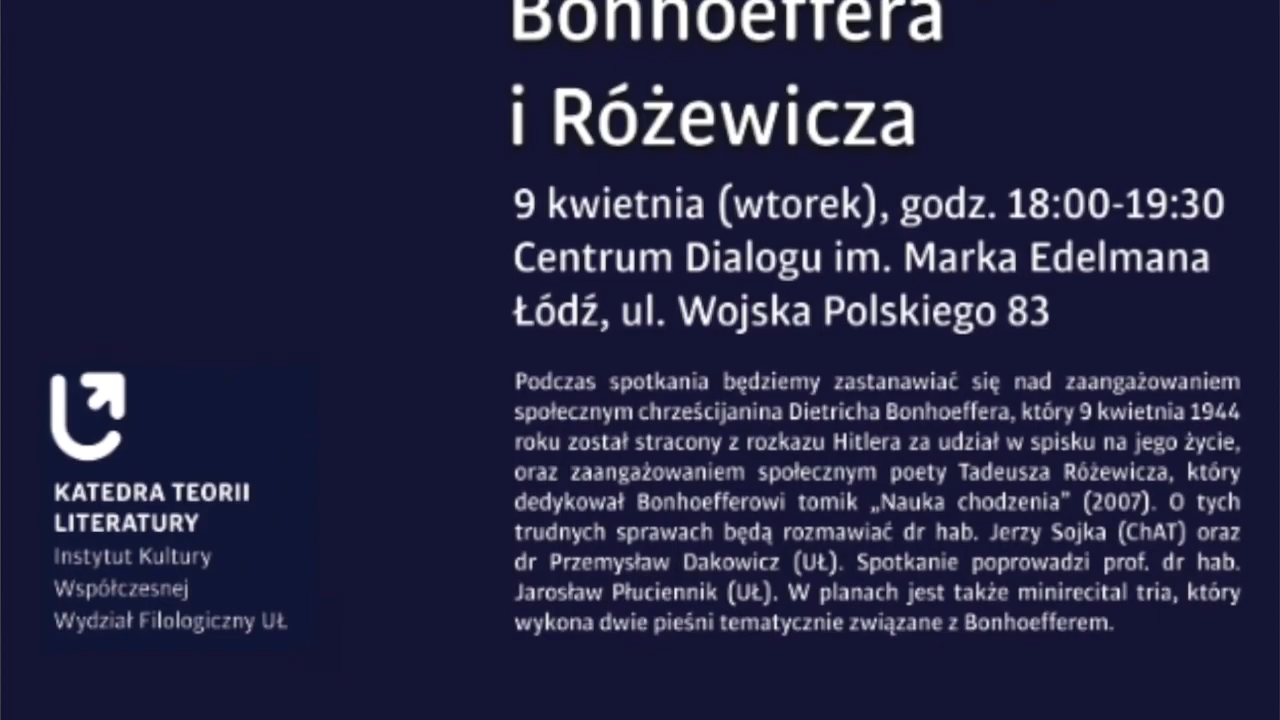 Bonhoeffera
i Różewicza
9 kwietnia (wtorek), godz. 18:00-19:30
Centrum Dialogu im. Marka Edelmana
Łódź, ul. Wojska Polskiego 83
Podczas spotkania będziemy zastanawiać się nad zaangażowaniem
społecznym chrześcijanina Dietricha Bonhoeffera, który 9 kwietnia 1944
roku został stracony z rozkazu Hitlera za udział w spisku na jego życie,
oraz zaangażowaniem społecznym poety Tadeusza Różewicza, który
dedykował Bonhoefferowi tomik „Nauka chodzenia” (2007). O tych
trudnych sprawach będą rozmawiać dr hab. Jerzy Sojka (ChAT) oraz
dr Przemysław Dakowicz (UŁ). Spotkanie poprowadzi prof. dr hab.
Jarosław Płuciennik (UŁ). W planach jest także minirecital tria, który
wykona dwie pieśni tematycznie związane z Bonhoefferem.
KATEDRA TEORII
LITERATURY
Instytut Kultury
Współczesnej
Wydział Filologiczny UŁ